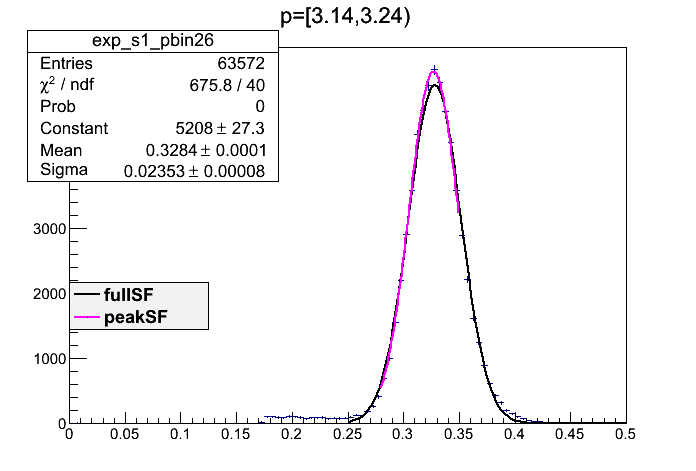 p=[3.14,3.24)
exp_s1_pbin26
Entries 63572
χ² / ndf 675.8 / 40
Prob 0
Constant 5208 ± 27.3
Mean 0.3284 ± 0.0001
Sigma 0.02353 ± 0.00008
3000
2000
fullSF
peakSF
1000
0
0 0.05 0.1 0.15 0.2 0.25 0.3 0.35 0.4 0.45 0.5